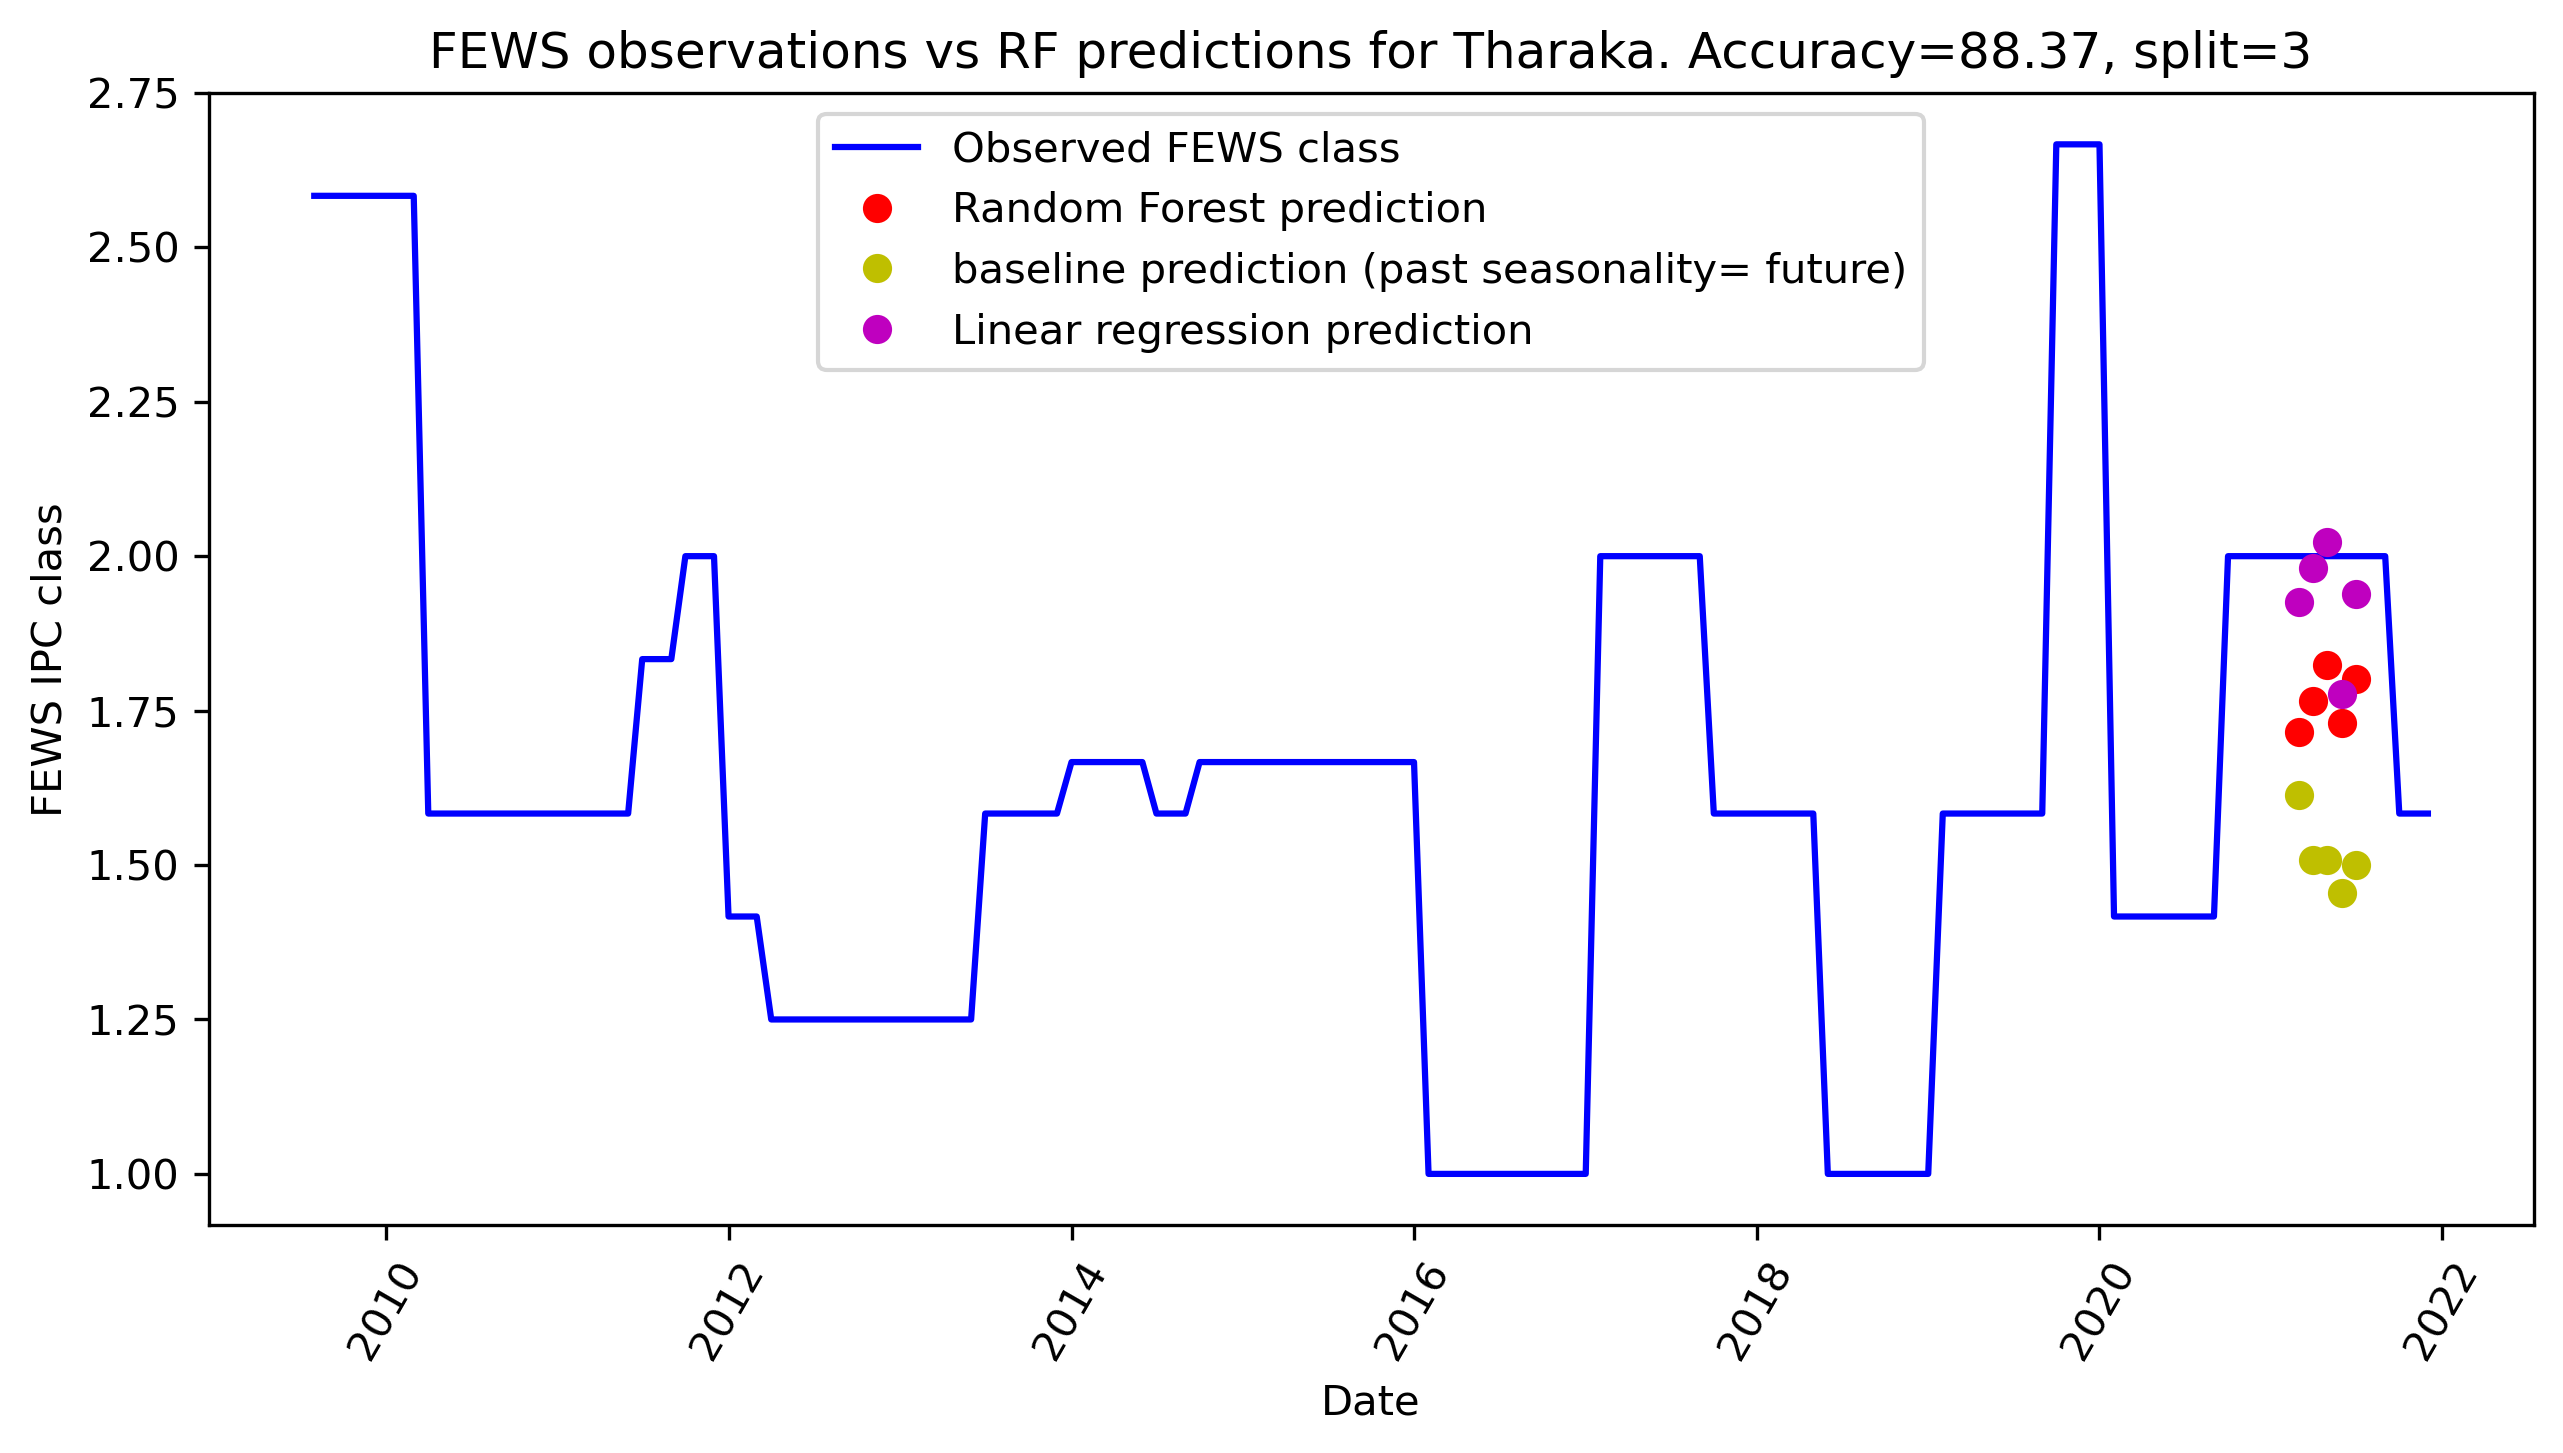 FEWS observations vs RF predictions for Tharaka. Accuracy=88.37, split=3
Observed FEWS class
Random Forest prediction
baseline prediction (past seasonality= future)
Linear regression prediction
FEWS IPC class
2.75
2.50
2.25
2.00
1.75
1.50
1.25
1.00
2010
2012
2014
2016
2018
2020
2022
Date